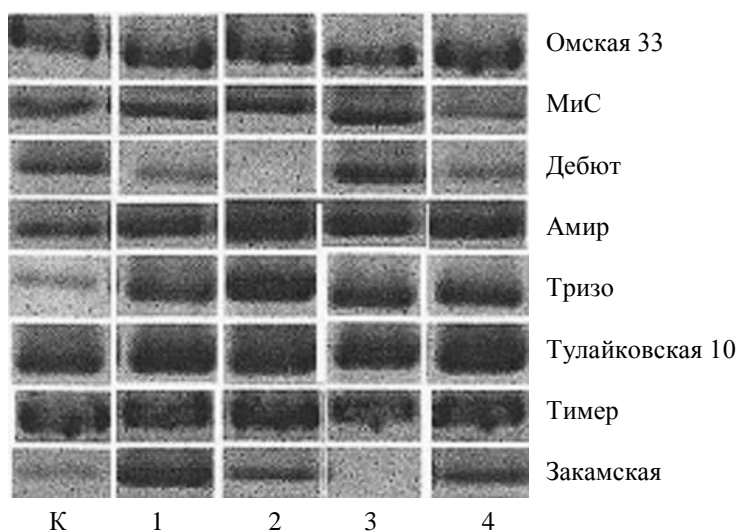 Омская 33
МиС
Дебют
Амир
Тризо
Тулайковская 10
Тимер
Закамская
К 1 2 3 4